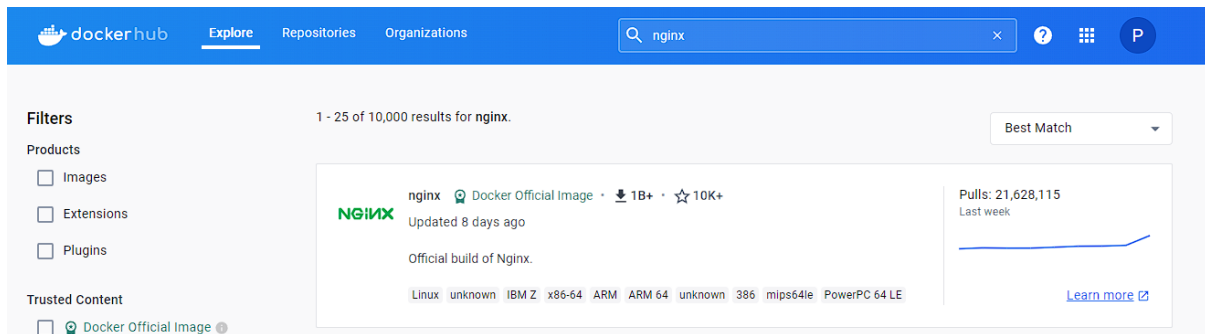 dockerhub Explore Repositories Organizations nginx × ? P
Filters
1 - 25 of 10,000 results for nginx.
Best Match
Products
Images
Extensions
Plugins
Trusted Content
Docker Official Image
NGINX
nginx Docker Official Image • 1B+ • 10K+
Updated 8 days ago
Official build of Nginx.
Linux unknown IBM Z x86-64 ARM ARM 64 unknown 386 mips64le PowerPC 64 LE
Pulls: 21,628,115
Last week
Learn more